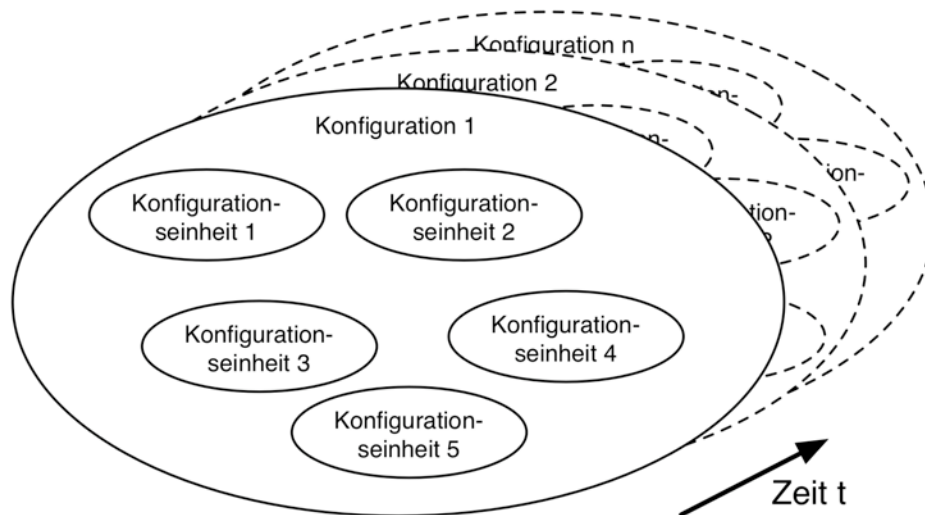 Konfiguration n
Konfiguration 2
Konfiguration 1
Konfiguration-
seinheit 1
Konfiguration-
seinheit 2
Konfiguration-
seinheit 3
Konfiguration-
seinheit 4
Konfiguration-
seinheit 5
Zeit t